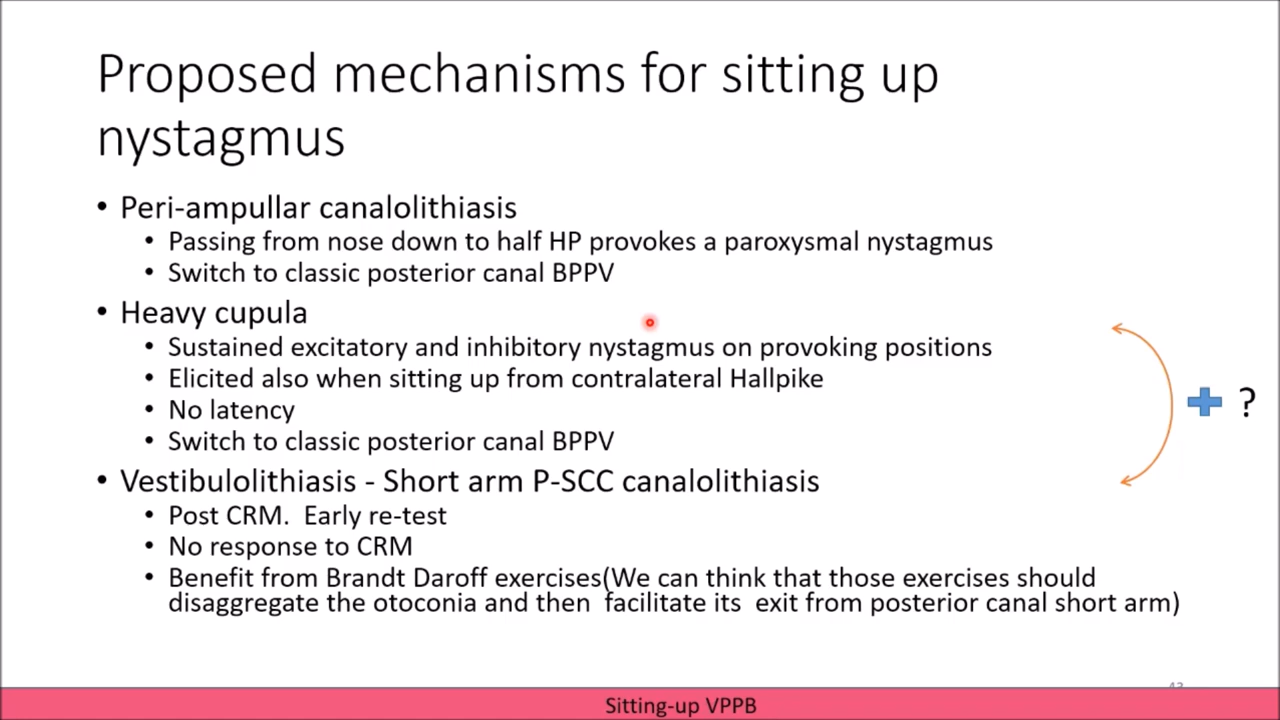 Proposed mechanisms for sitting up
nystagmus
• Peri-ampullar canalolithiasis
• Passing from nose down to half HP provokes a paroxysmal nystagmus
• Switch to classic posterior canal BPPV
• Heavy cupula
• Sustained excitatory and inhibitory nystagmus on provoking positions
• Elicited also when sitting up from contralateral Hallpike
• No latency
• Switch to classic posterior canal BPPV
?
• Vestibulolithiasis - Short arm P-SCC canalolithiasis
• Post CRM.  Early re-test
• No response to CRM
• Benefit from Brandt Daroff exercises(We can think that those exercises should
disaggregate the otoconia and then  facilitate its  exit from posterior canal short arm)
Sitting-up VPPB